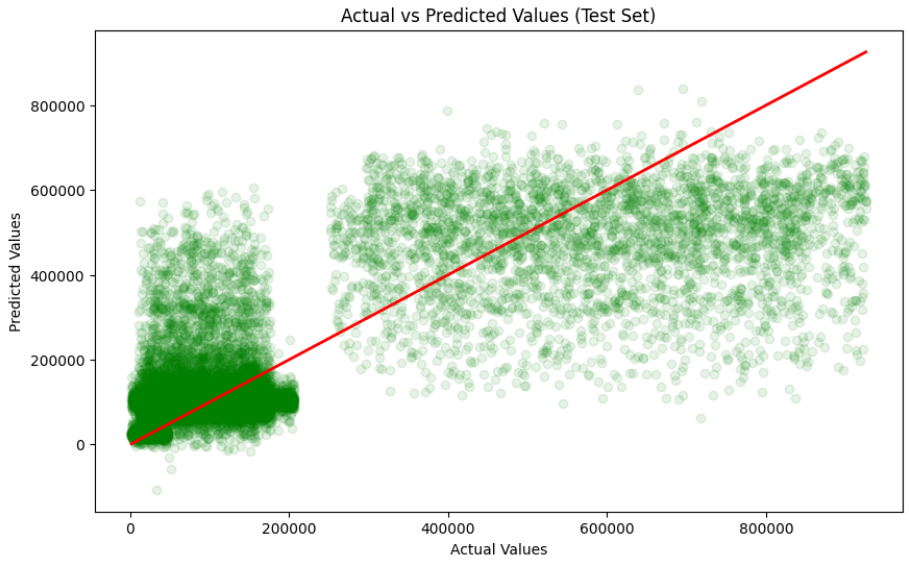 Actual vs Predicted Values (Test Set)
800000
600000
400000
200000
0
Predicted Values
0 200000 400000 600000 800000
Actual Values